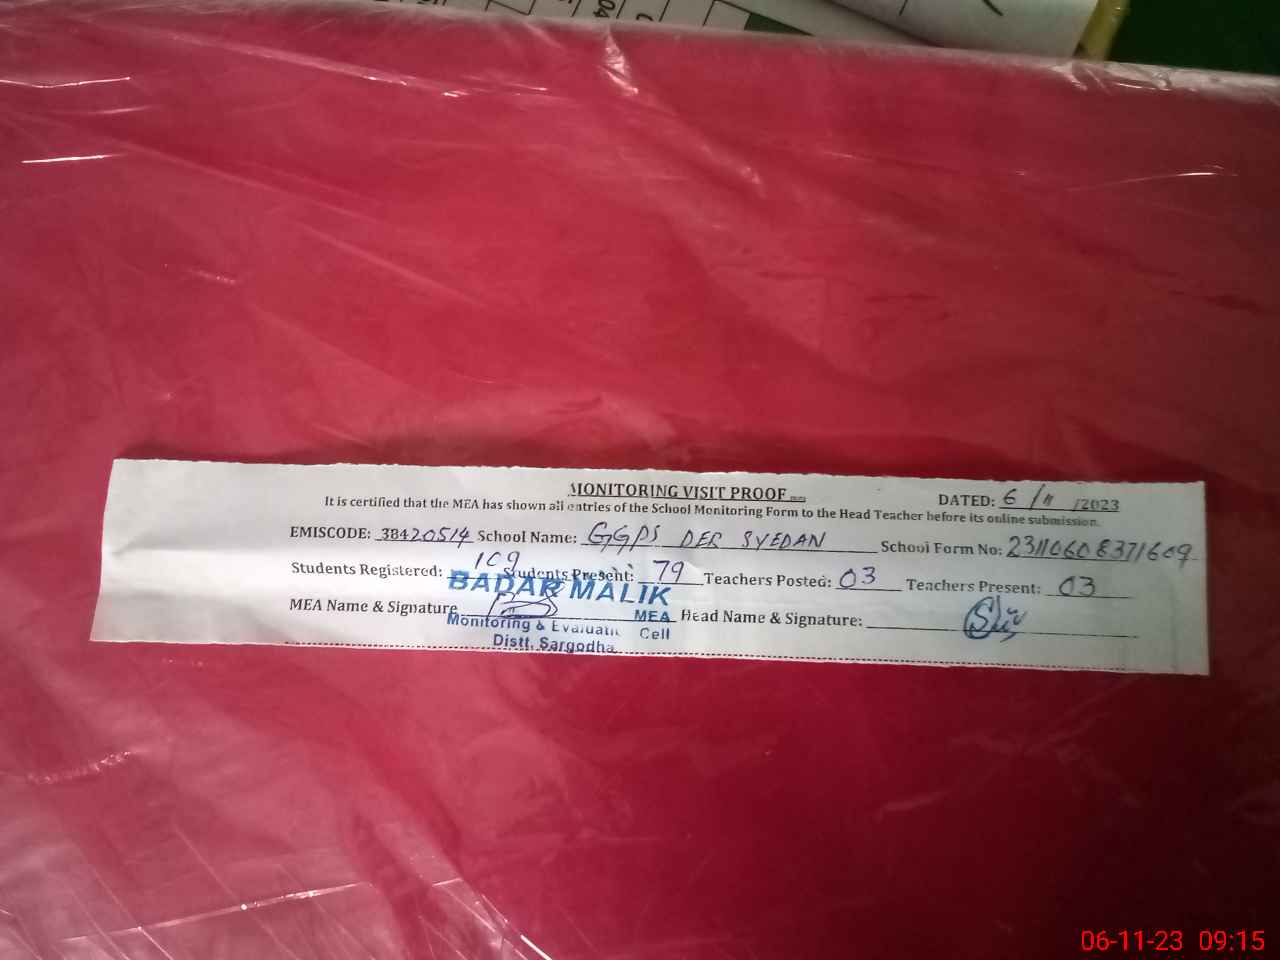 MONITORING VISIT PROOF
DATED: 6/11/2023
It is certified that the MEA has shown all entries of the School Monitoring Form to the Head Teacher before its online submission.
EMISCODE: 38420514 School Name: GGPS DER SYEDAN School Form No: 23110608371609
Students Registered: 109 Students Present: 79 Teachers Posted: 03 Teachers Present: 03
BADAR MALIK
MEA Name & Signature MEA Head Name & Signature:
Monitoring & Evaluatin Cell
Distt. Sargodha
06-11-23 09:15